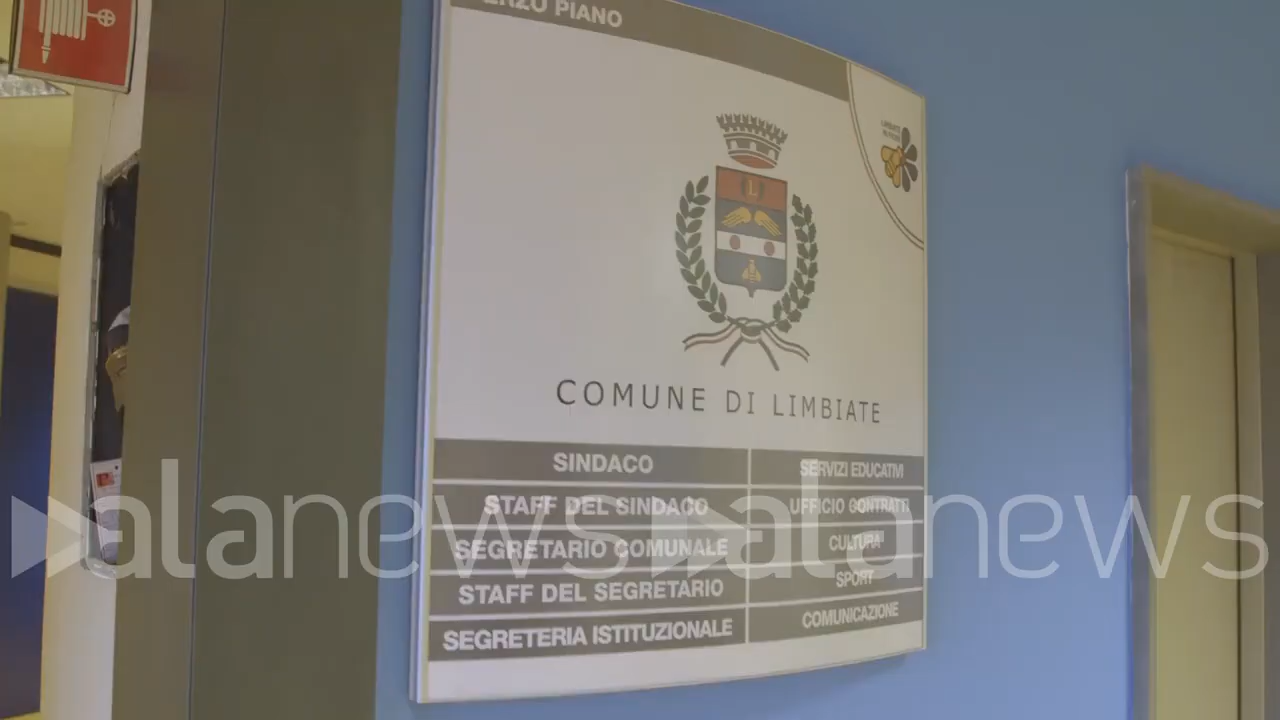 TERZO PIANO
L
COMUNE DI LIMBIATE
SINDACO
SERVIZI EDUCATIVI
STAFF DEL SINDACO
UFFICIO CONTRATTI
SEGRETARIO COMUNALE
CULTURA
STAFF DEL SEGRETARIO
SPORT
SEGRETERIA ISTITUZIONALE
COMUNICAZIONE
alanews alanews